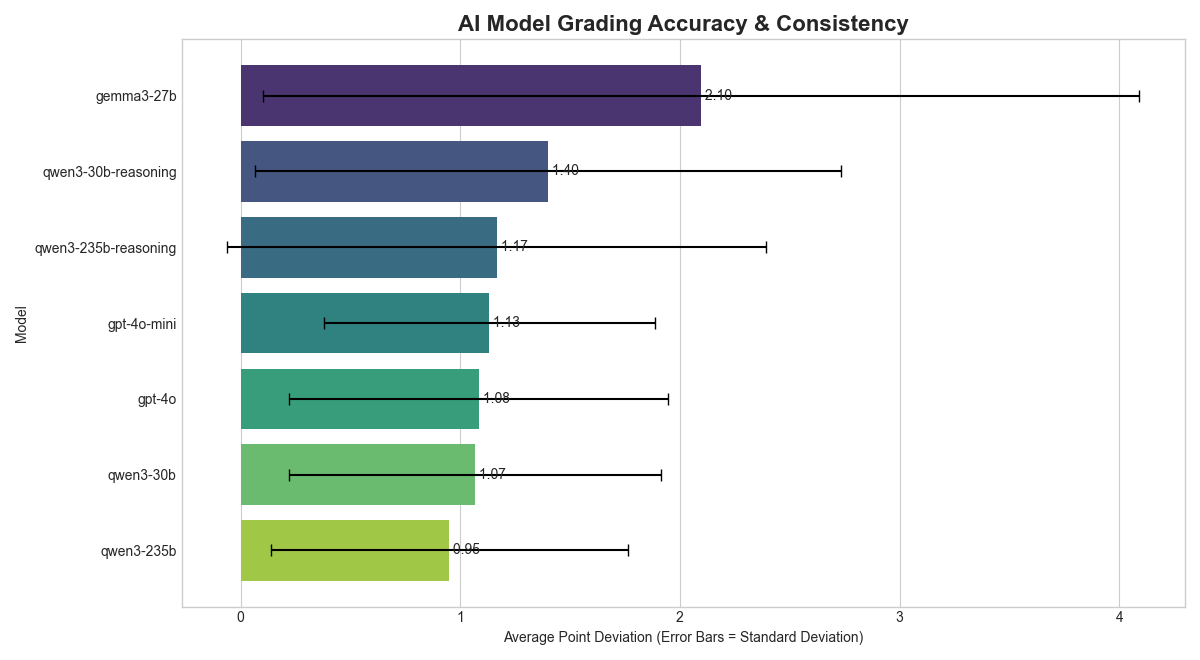 AI Model Grading Accuracy & Consistency
gemma3-27b
2.10
qwen3-30b-reasoning
1.40
qwen3-235b-reasoning
1.17
gpt-4o-mini
1.13
gpt-4o
1.08
qwen3-30b
1.07
qwen3-235b
0.95
Model
0 1 2 3 4
Average Point Deviation (Error Bars = Standard Deviation)